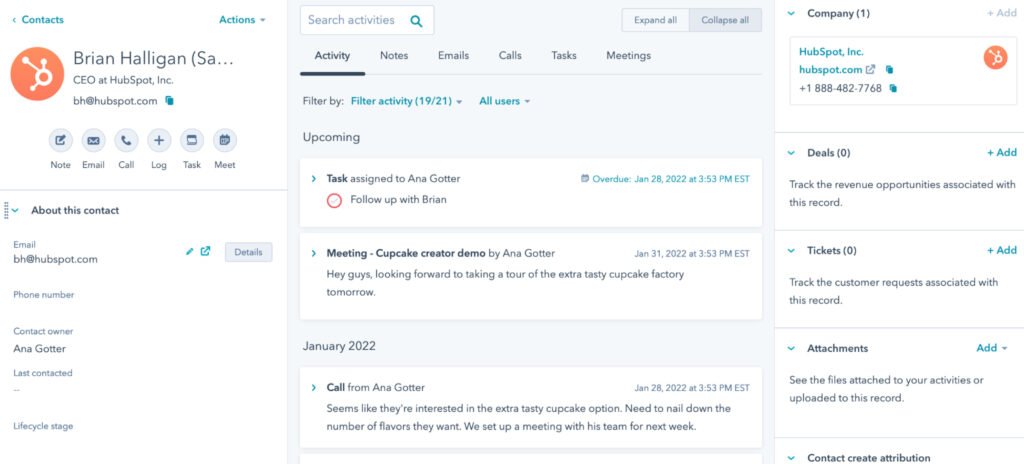 Contacts
Actions
Brian Halligan (Sa...
CEO at HubSpot, Inc.
bh@hubspot.com
Note Email Call Log Task Meet
About this contact
Email
bh@hubspot.com
Details
Phone number
Contact owner
Ana Gotter
Last contacted
--
Lifecycle stage
Search activities
Expand all Collapse all
Activity Notes Emails Calls Tasks Meetings
Filter by: Filter activity (19/21) All users
Upcoming
Task assigned to Ana Gotter Overdue: Jan 28, 2022 at 3:53 PM EST
Follow up with Brian
Meeting - Cupcake creator demo by Ana Gotter Jan 31, 2022 at 3:53 PM EST
Hey guys, looking forward to taking a tour of the extra tasty cupcake factory
tomorrow.
January 2022
Call from Ana Gotter Jan 28, 2022 at 3:53 PM EST
Seems like they're interested in the extra tasty cupcake option. Need to nail down the
number of flavors they want. We set up a meeting with his team for next week.
Company (1) + Add
HubSpot, Inc.
hubspot.com
+1 888-482-7768
Deals (0) + Add
Track the revenue opportunities associated with
this record.
Tickets (0) + Add
Track the customer requests associated with
this record.
Attachments Add
See the files attached to your activities or
uploaded to this record.
Contact create attribution